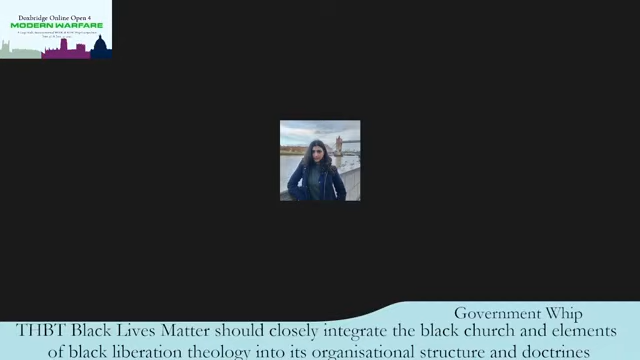 Doxbridge Online Open 4
MODERN WARFARE
Government Whip
THBT Black Lives Matter should closely integrate the black church and elements
of black liberation theology into its organisational structure and doctrines